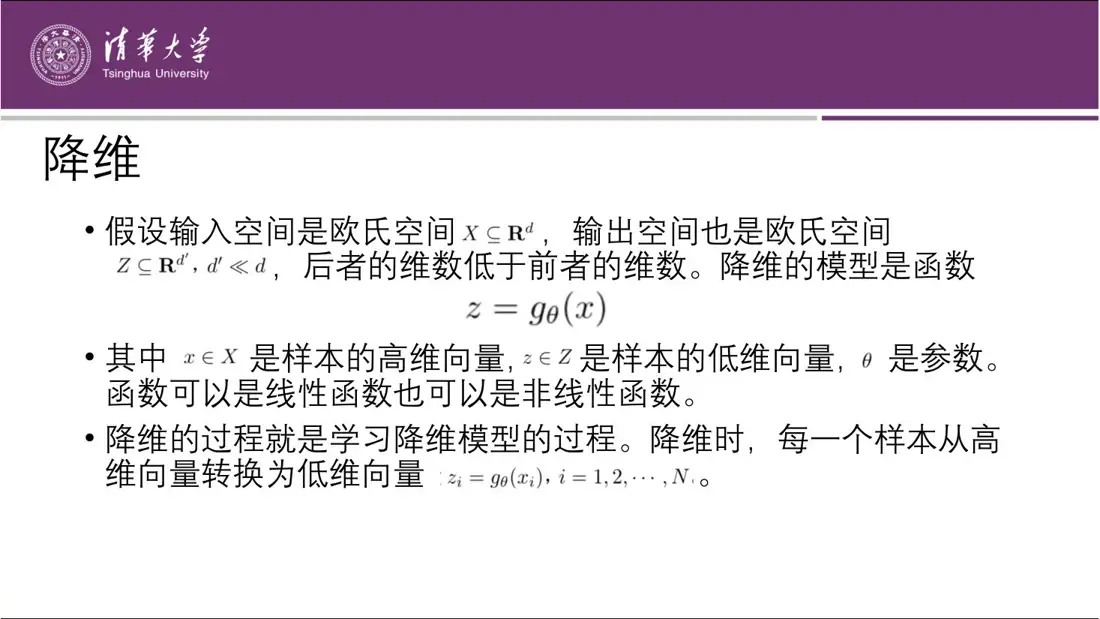 清华大学
Tsinghua University
降维
• 假设输入空间是欧氏空间 X ⊆ R^d ，输出空间也是欧氏空间
Z ⊆ R^{d′}，d′ ≪ d ，后者的维数低于前者的维数。降维的模型是函数
z = g_θ(x)
• 其中 x ∈ X 是样本的高维向量, z ∈ Z 是样本的低维向量， θ 是参数。
函数可以是线性函数也可以是非线性函数。
• 降维的过程就是学习降维模型的过程。降维时，每一个样本从高
维向量转换为低维向量 z_i = g_θ(x_i)，i = 1, 2, ⋯ , N 。